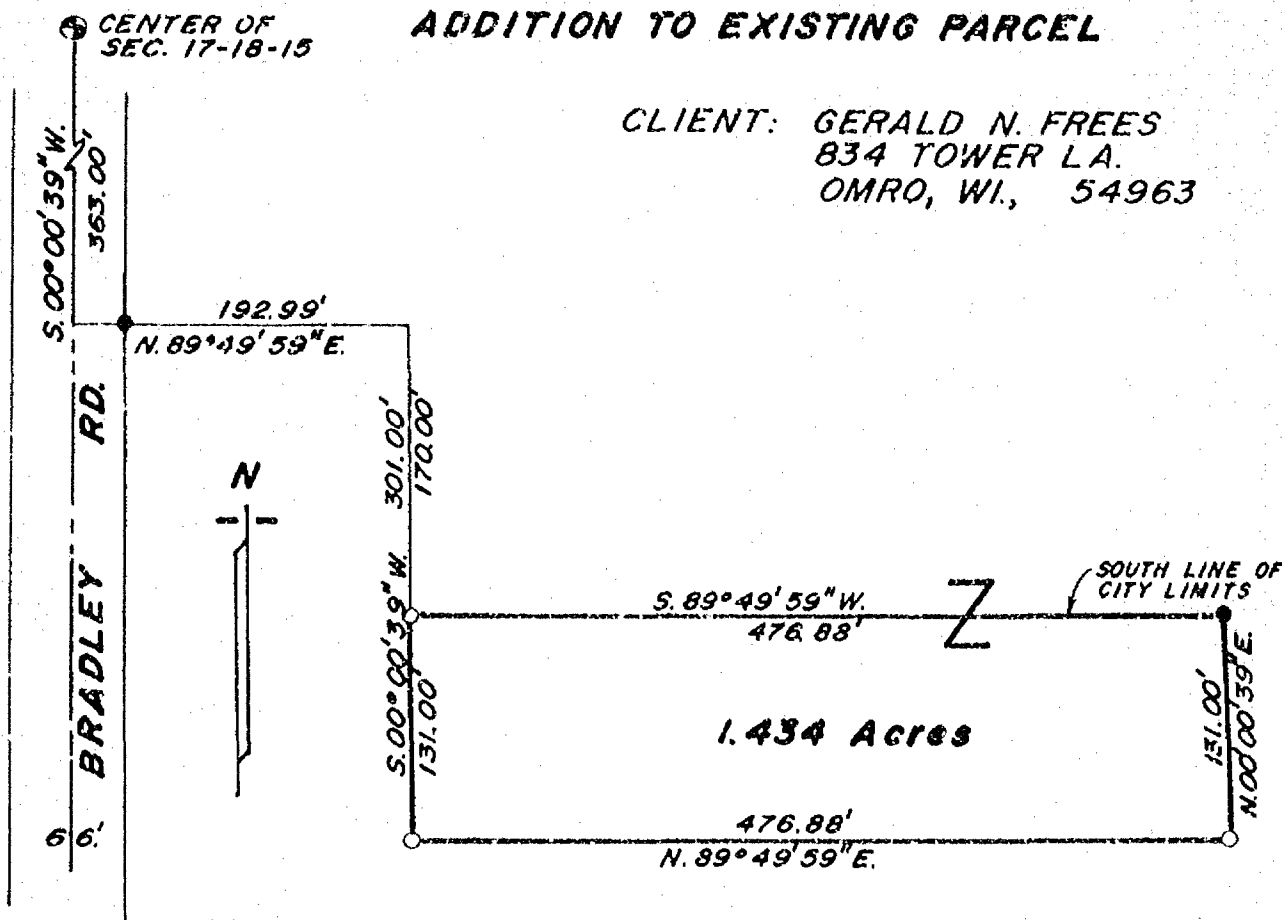 CENTER OF
SEC. 17-18-15
ADDITION TO EXISTING PARCEL
CLIENT: GERALD N. FREES
834 TOWER LA.
OMRO, WI., 54963
S. 00° 00' 39" W.
363.00'
192.99'
N. 89° 49' 59" E.
BRADLEY RD.
N
301.00'
170.00'
S. 00° 00' 39" W.
131.00'
SOUTH LINE OF
CITY LIMITS
S. 89° 49' 59" W.
476.88'
Z
1.434 Acres
131.00'
N. 00° 00' 39" E.
66'
476.88'
N. 89° 49' 59" E.